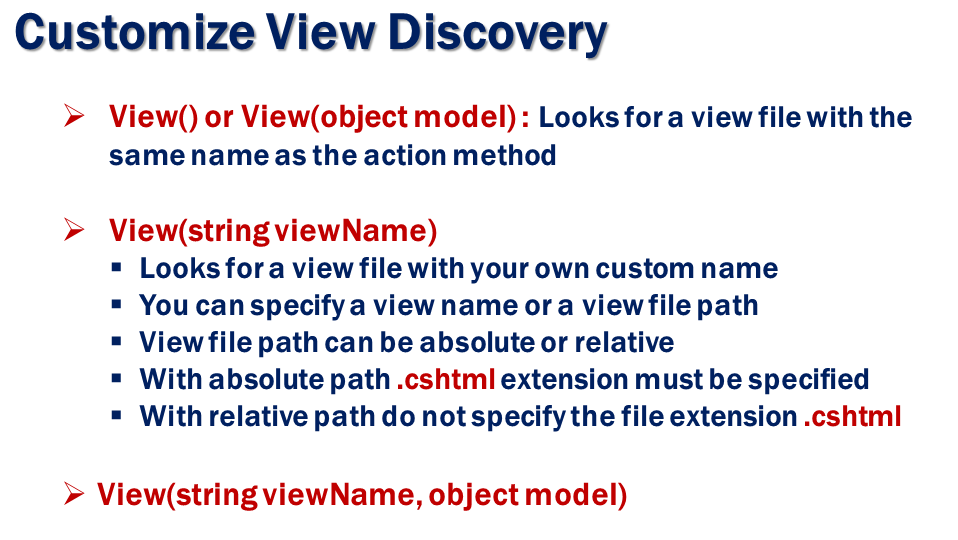 Customize View Discovery
View() or View(object model) : Looks for a view file with the
same name as the action method
View(string viewName)
Looks for a view file with your own custom name
You can specify a view name or a view file path
View file path can be absolute or relative
With absolute path .cshtml extension must be specified
With relative path do not specify the file extension .cshtml
View(string viewName, object model)